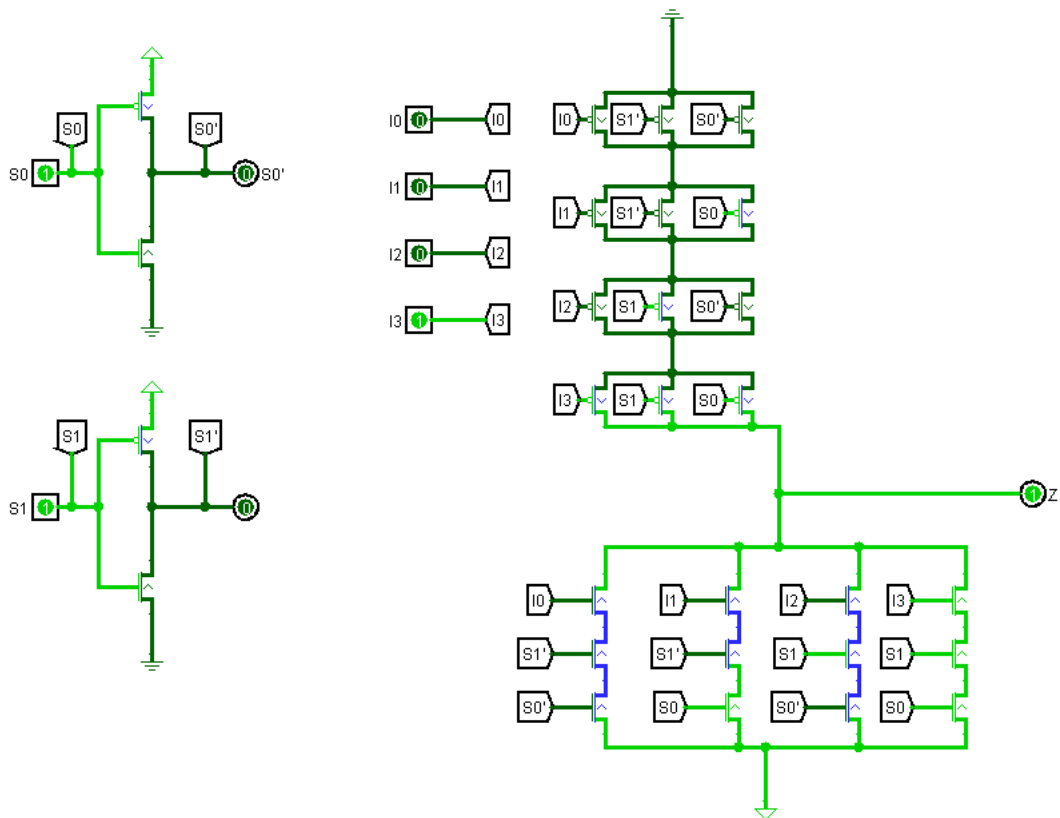 S0 1 S0 S0' 0 S0'
S1 1 S1 S1' 0
I0 0 I0
I1 0 I1
I2 0 I2
I3 1 I3
I0 S1' S0'
I1 S1' S0
I2 S1 S0'
I3 S1 S0
1 Z
I0 I1 I2 I3
S1' S1' S1 S1
S0' S0 S0' S0